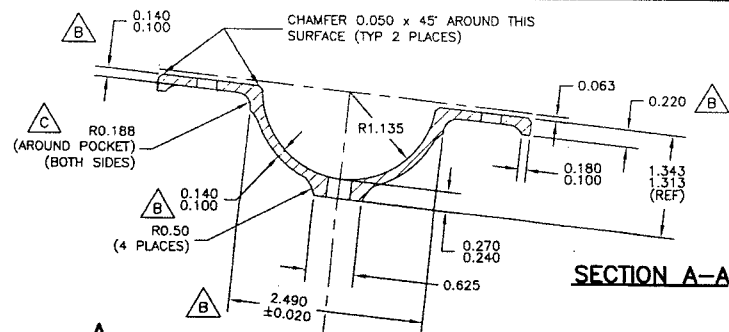 B
0.140
0.100
CHAMFER 0.050 x 45° AROUND THIS
SURFACE (TYP 2 PLACES)
0.063
0.220
B
C
R0.188
(AROUND POCKET)
(BOTH SIDES)
R1.135
0.180
0.100
1.343
1.313
(REF)
B
0.140
0.100
R0.50
(4 PLACES)
0.270
0.240
0.625
SECTION A-A
B
2.490
±0.020
A